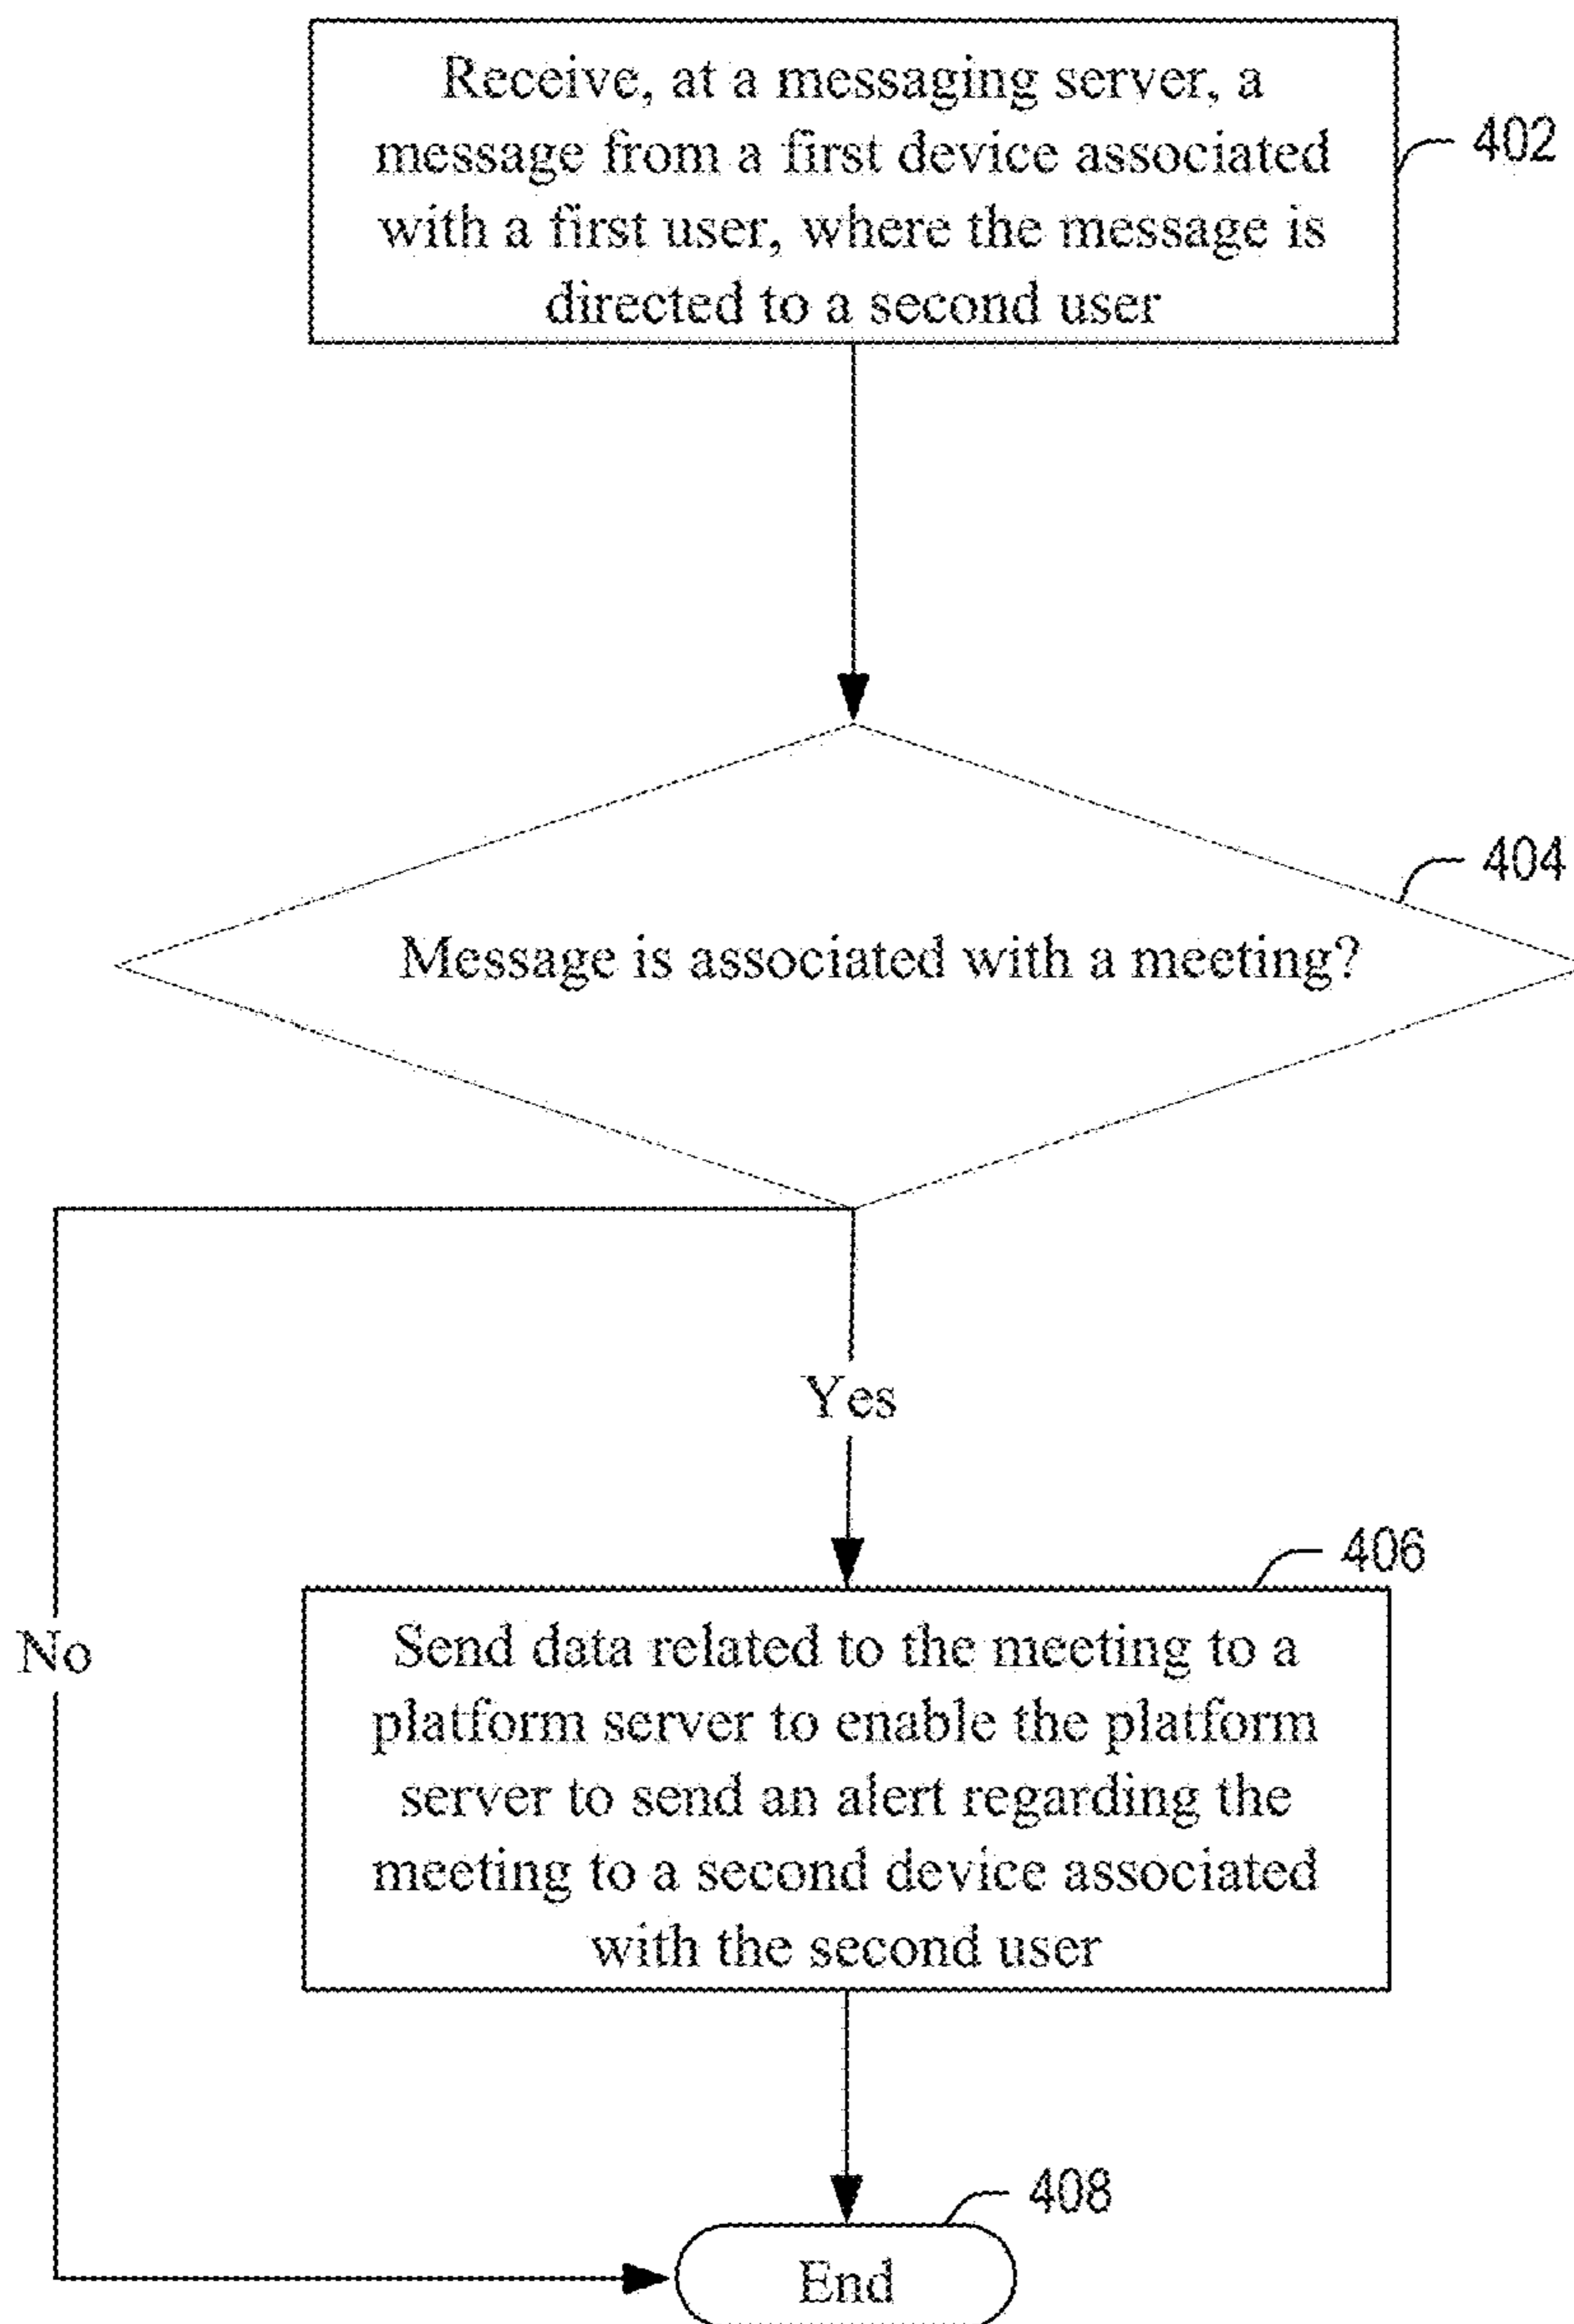 Receive, at a messaging server, a
message from a first device associated
with a first user, where the message is
directed to a second user
402
404
Message is associated with a meeting?
Yes
406
No
Send data related to the meeting to a
platform server to enable the platform
server to send an alert regarding the
meeting to a second device associated
with the second user
408
End